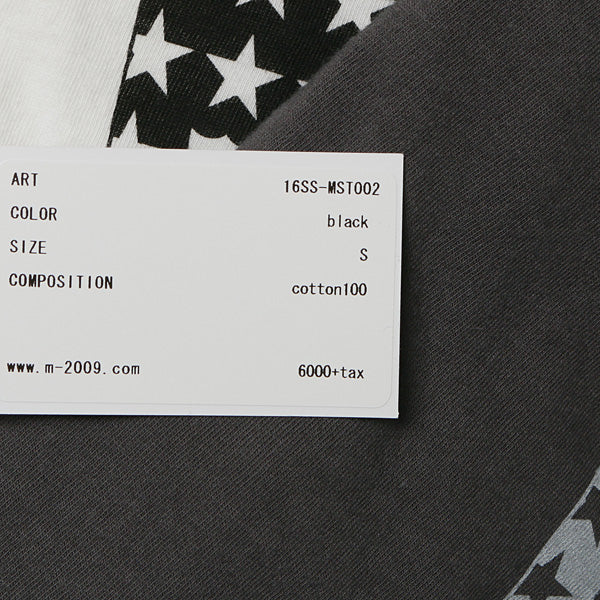 ART 16SS-MST002
COLOR black
SIZE S
COMPOSITION cotton100
www.m-2009.com 6000+tax